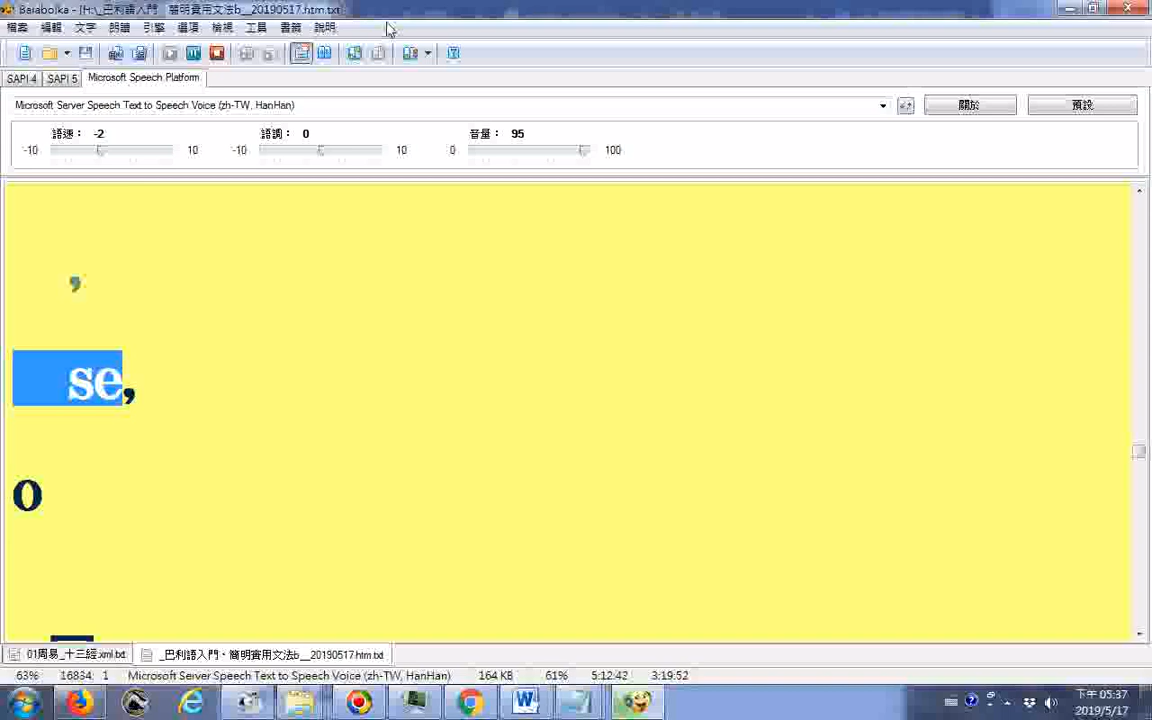 Balabolka - [H:\_巴利語入門‧簡明實用文法b__20190517.htm.txt]
檔案 編輯 文字 朗讀 引擎 選項 檢視 工具 書籤 說明
SAPI 4 SAPI 5 Microsoft Speech Platform
Microsoft Server Speech Text to Speech Voice (zh-TW, HanHan) 關於 預設
語速： -2 語調： 0 音量： 95
-10 10 -10 10 0 100
,
se,
o
01周易_十三經.xml.txt _巴利語入門‧簡明實用文法b__20190517.htm.txt
63% 16834: 1 Microsoft Server Speech Text to Speech Voice (zh-TW, HanHan) 164 KB 61% 5:12:42 3:19:52
下午 05:37
2019/5/17